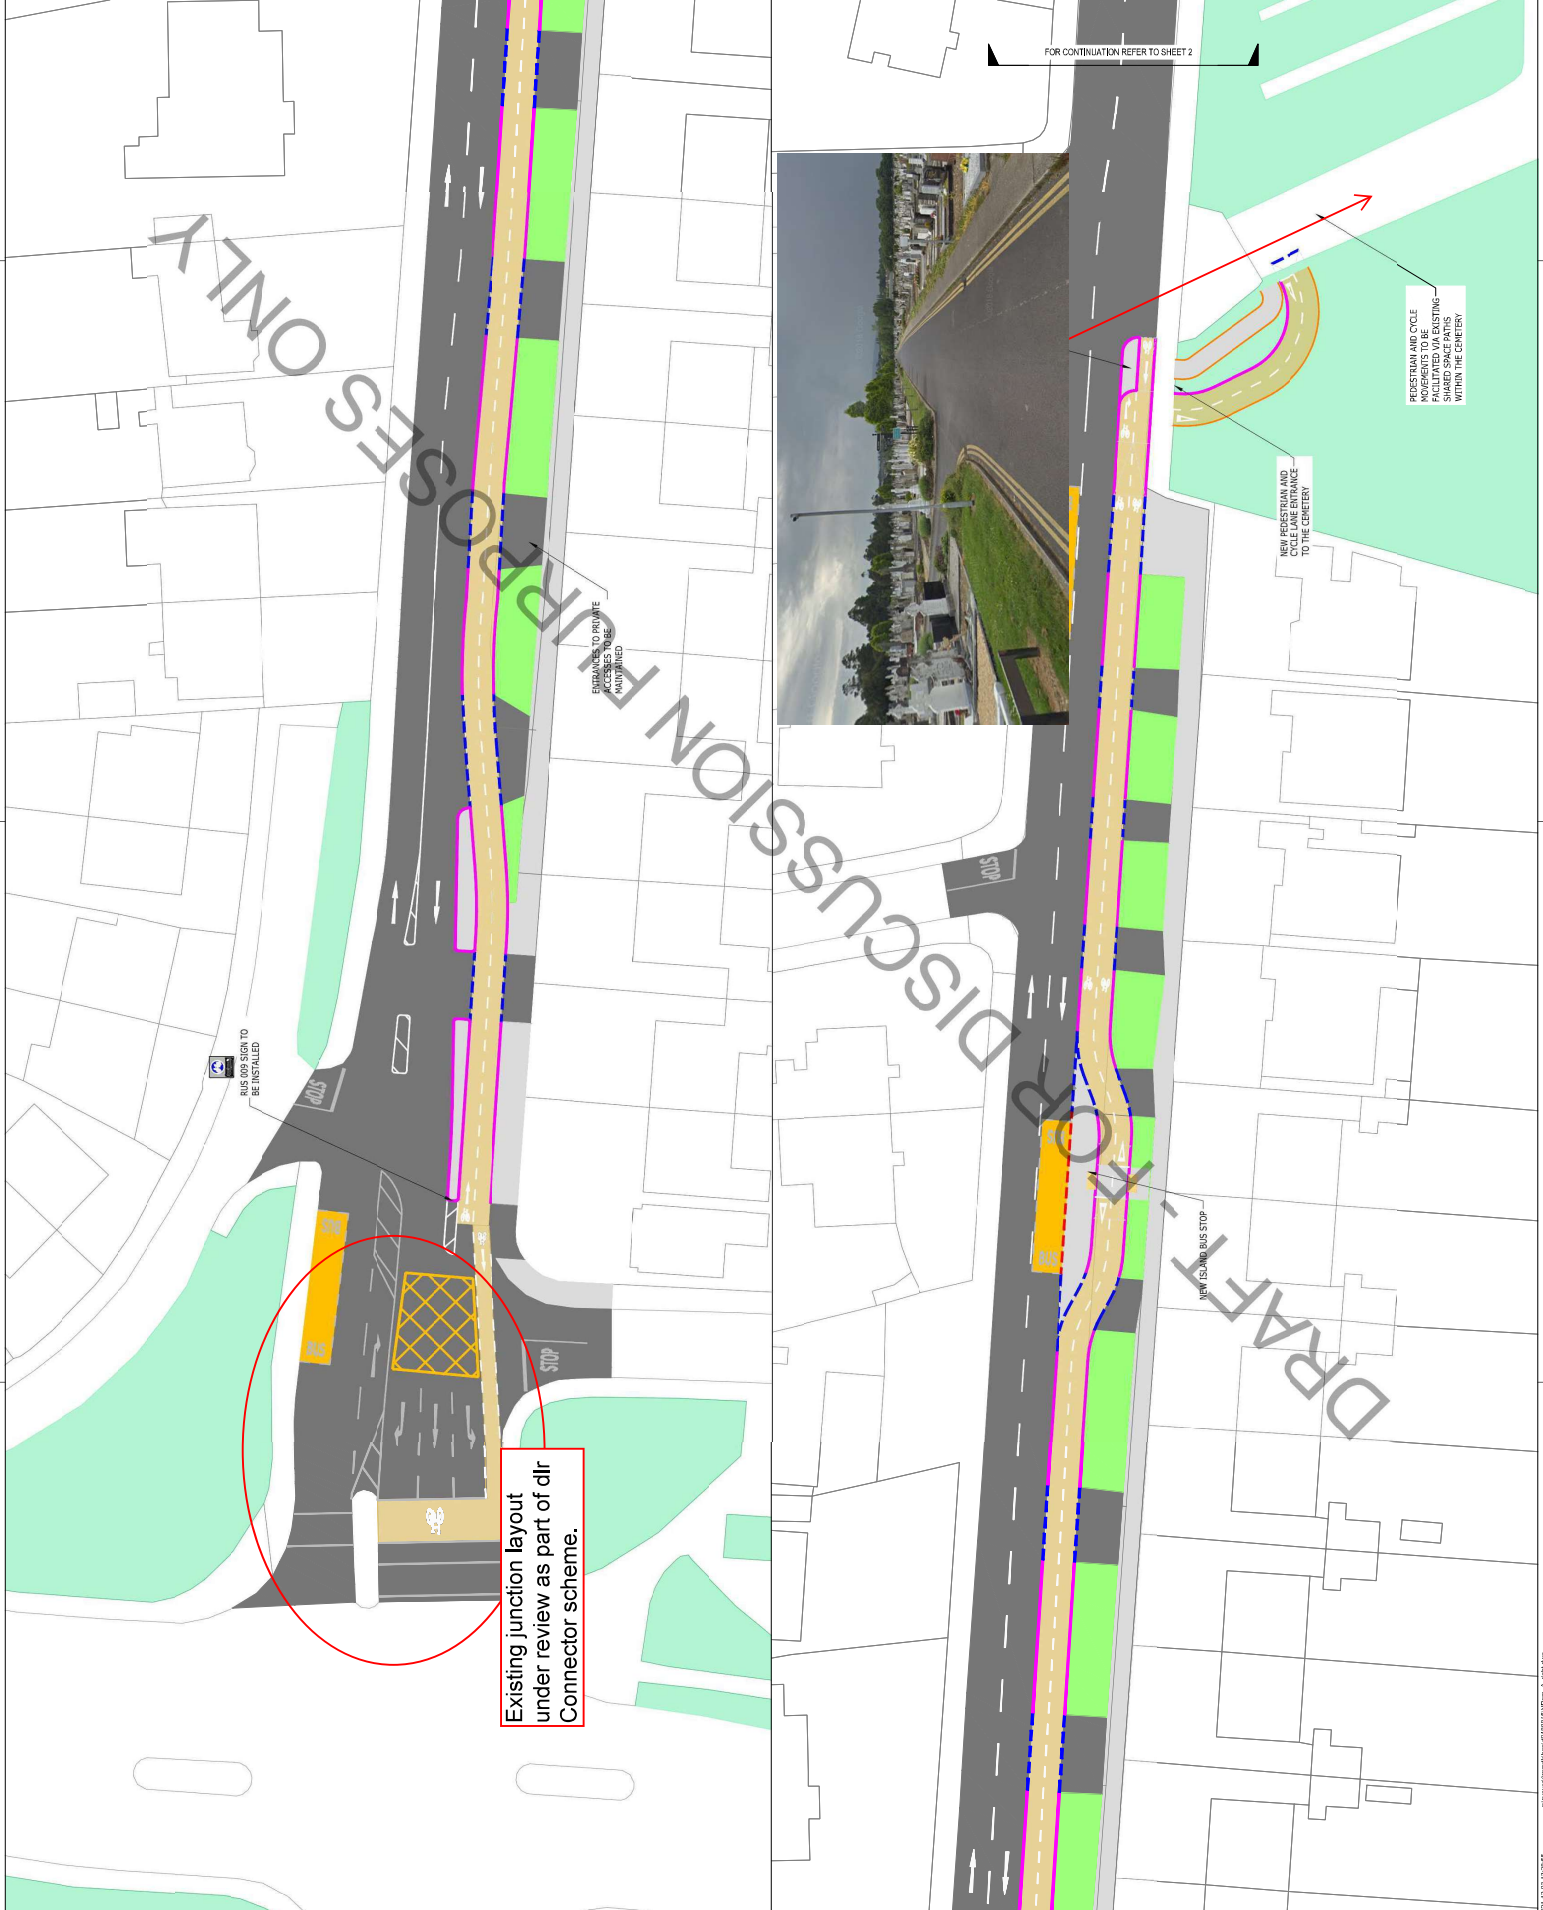 FOR CONTINUATION REFER TO SHEET 2
PEDESTRIAN AND CYCLE
MOVEMENTS TO BE
FACILITATED VIA EXISTING
SHARED SPACE PATHS
WITHIN THE CEMETERY
NEW PEDESTRIAN AND
CYCLE LANE ENTRANCE
TO THE CEMETERY
ENTRANCES TO PRIVATE
ACCESSES TO BE
MAINTAINED
STOP
RUS 009 SIGN TO
BE INSTALLED
STOP
BUS
BUS
STOP
NEW ISLAND BUS STOP
BUS
Existing junction layout
under review as part of dlr
Connector scheme.
DRAFT - FOR DISCUSSION PURPOSES ONLY